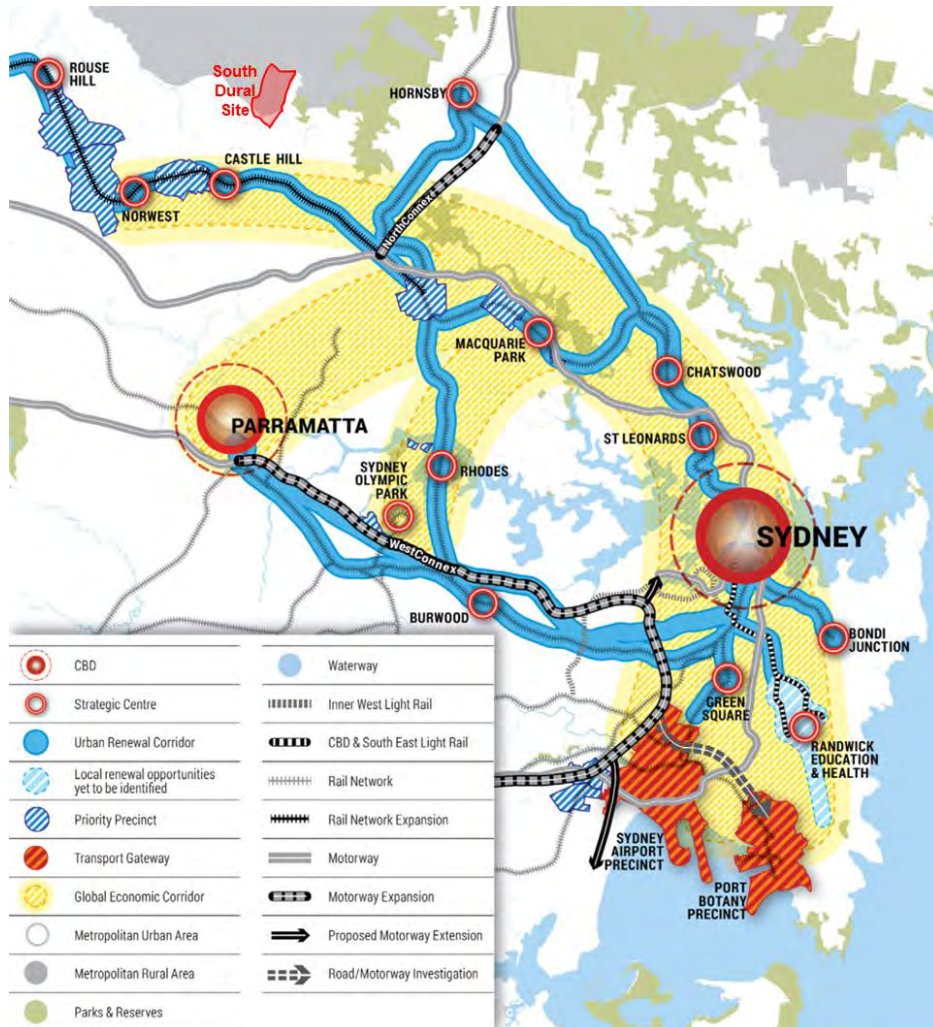 ROUSE
HILL
South
Dural
Site
HORNSBY
CASTLE HILL
NORWEST
NorthConnex
MACQUARIE
PARK
CHATSWOOD
PARRAMATTA
ST LEONARDS
SYDNEY
OLYMPIC
PARK
RHODES
SYDNEY
WestConnex
BURWOOD
BONDI
JUNCTION
GREEN
SQUARE
RANDWICK
EDUCATION
& HEALTH
SYDNEY
AIRPORT
PRECINCT
PORT
BOTANY
PRECINCT
CBD
Strategic Centre
Urban Renewal Corridor
Local renewal opportunities
yet to be identified
Priority Precinct
Transport Gateway
Global Economic Corridor
Metropolitan Urban Area
Metropolitan Rural Area
Parks & Reserves
Waterway
Inner West Light Rail
CBD & South East Light Rail
Rail Network
Rail Network Expansion
Motorway
Motorway Expansion
Proposed Motorway Extension
Road/Motorway Investigation